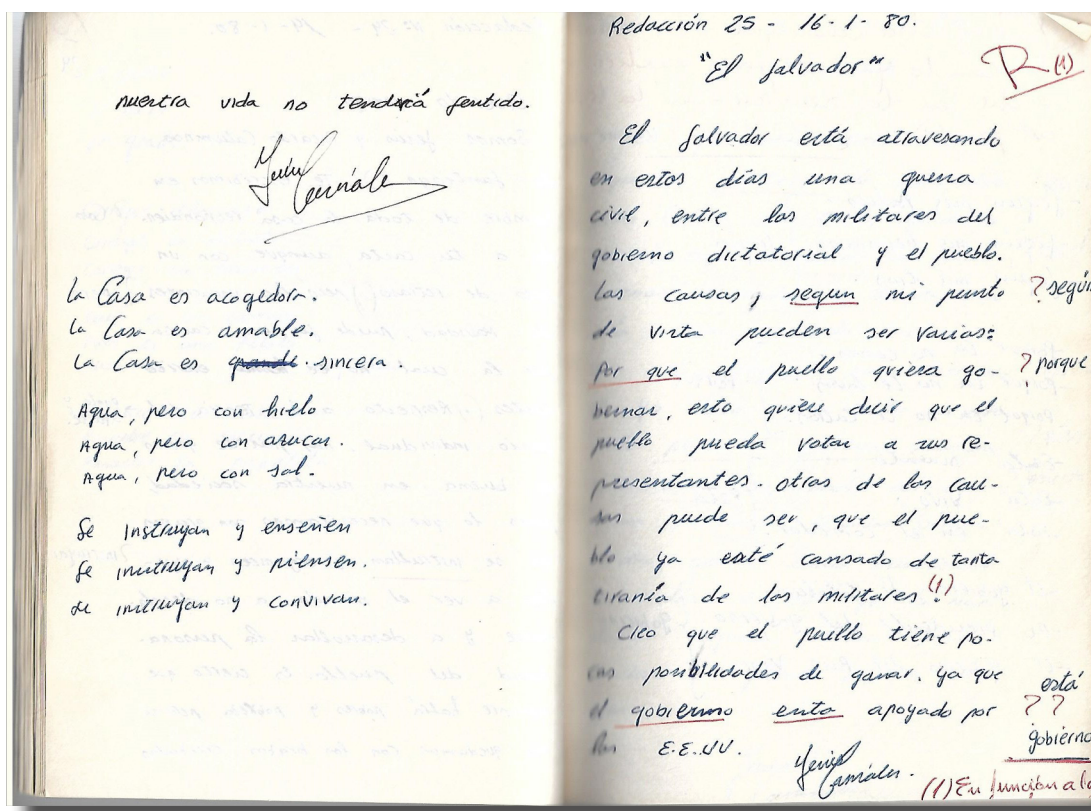 nuestra vida no tendrá sentido.
La Casa es acogedora.
La Casa es amable.
La Casa es grande sincera.
Agua, pero con hielo
Agua, pero con azucar.
Agua, pero con sal.
Se instruyan y enseñen
Se instruyan y piensen.
se instruyan y convivan.
Redacción 25 - 16-1-80.
"El Salvador"
R (1)
El Salvador está atravesando
en estos días una guerra
civil, entre los militares del
gobierno dictatorial y el pueblo.
Las causas, segun mi punto ? según
de vista pueden ser varias:
Por que el pueblo quiera go- ? porque
bernar, esto quiere decir que el
pueblo pueda votar a sus re-
presentantes. otras de las cau-
sas puede ser, que el pue-
blo ya esté cansado de tanta
tiranía de los militares (1).
Creo que el pueblo tiene po-
cas posibilidades de ganar. ya que está
el gobierno esta apoyado por ? ?
los E.E.U.U. gobierno
(1) En función a la